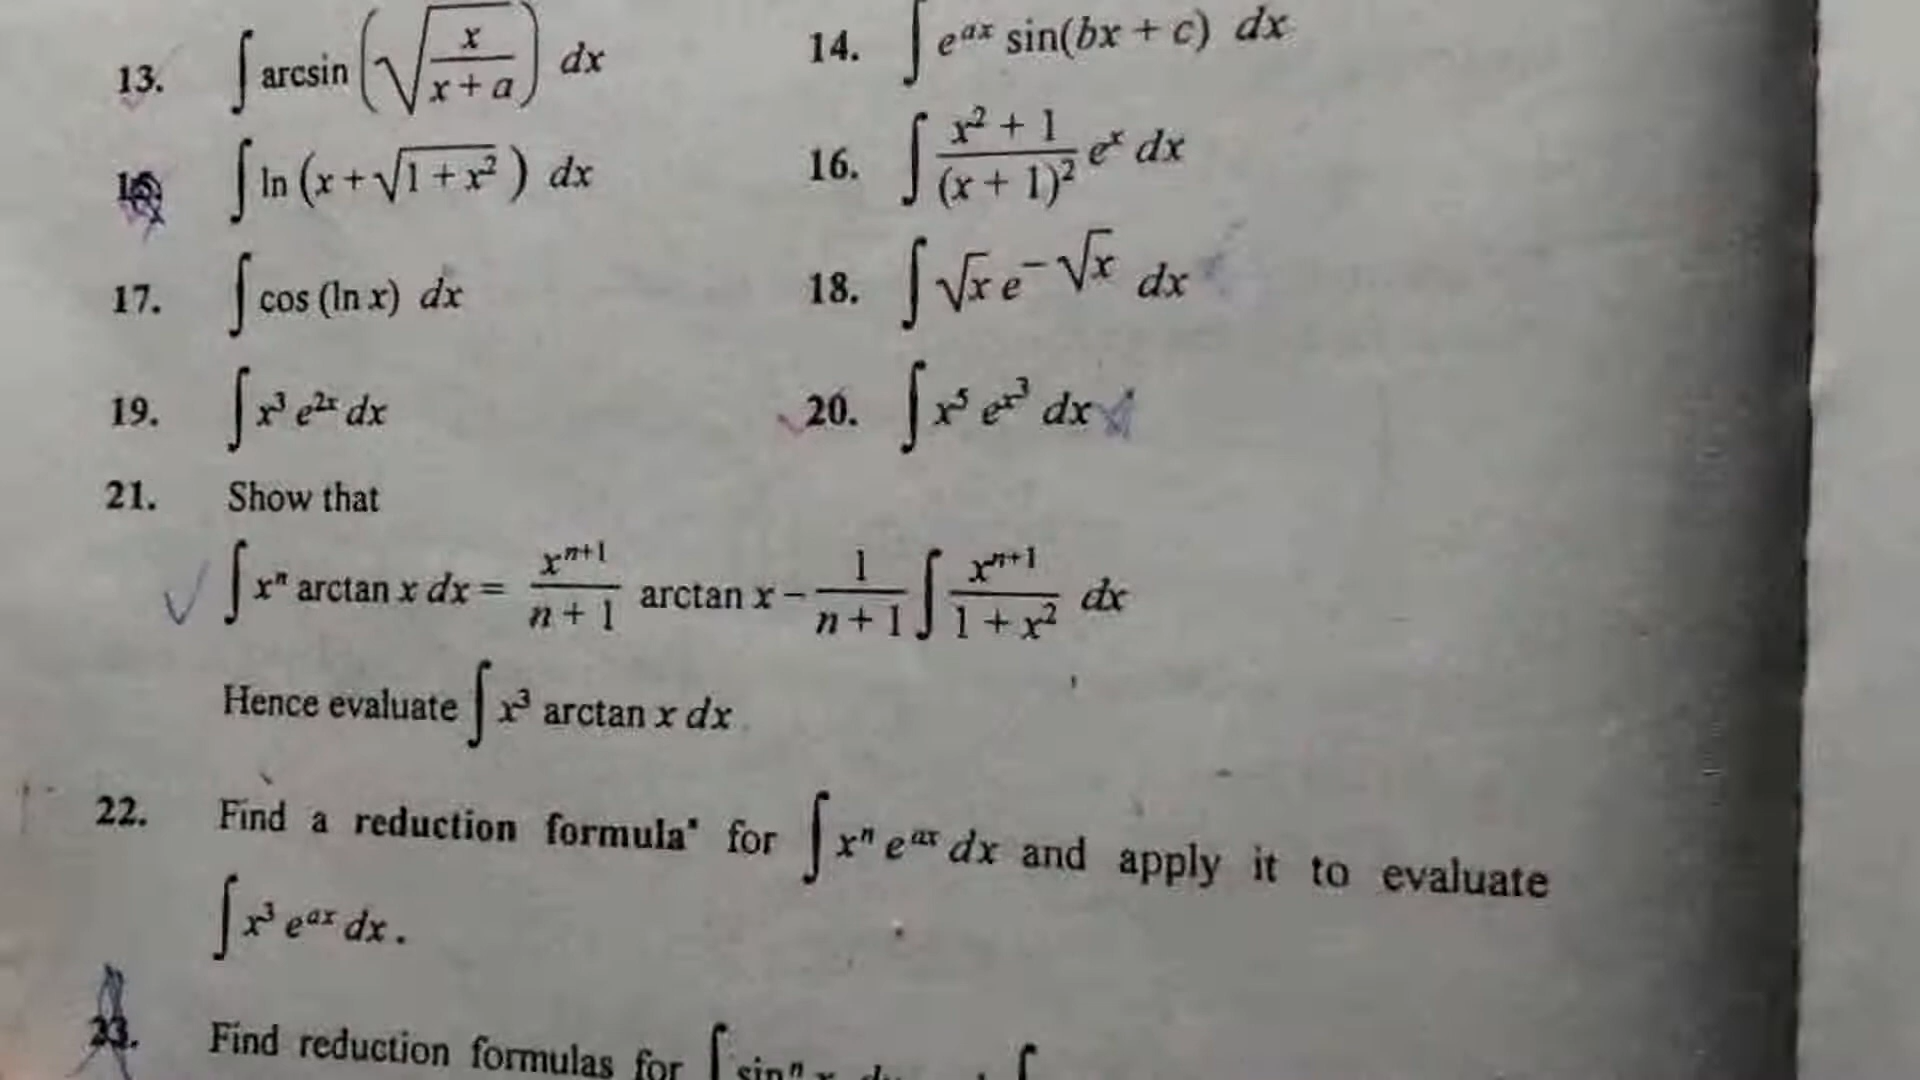 13. ∫ arcsin (√(x/(x + a))) dx
14. ∫ e^{ax} sin(bx + c) dx
∫ ln (x + √(1 + x²)) dx
16. ∫ (x² + 1)/(x + 1)² e^x dx
17. ∫ cos (ln x) dx
18. ∫ √x e^{-√x} dx
19. ∫ x³ e^{2x} dx
20. ∫ x⁵ e^{x³} dx
21. Show that
∫ xⁿ arctan x dx = x^{n+1}/(n + 1) arctan x − 1/(n + 1) ∫ x^{n+1}/(1 + x²) dx
Hence evaluate ∫ x³ arctan x dx
22. Find a reduction formula for ∫ xⁿ e^{ax} dx and apply it to evaluate
∫ x³ e^{ax} dx.
23. Find reduction formulas for ∫ sinⁿ x